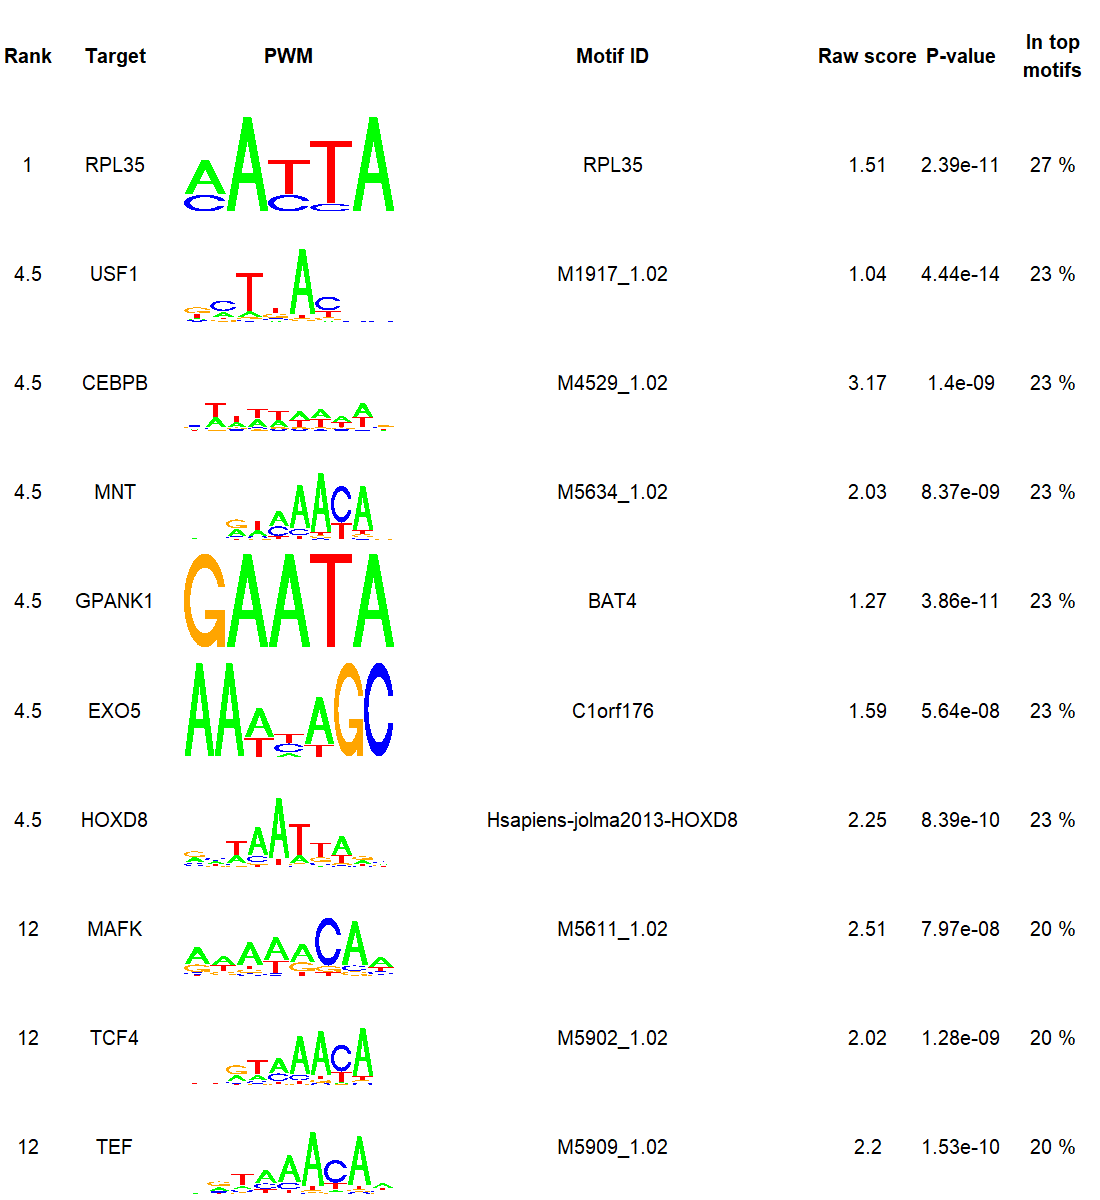 Rank Target PWM Motif ID Raw score P-value In top motifs
1 RPL35 RPL35 1.51 2.39e-11 27 %
4.5 USF1 M1917_1.02 1.04 4.44e-14 23 %
4.5 CEBPB M4529_1.02 3.17 1.4e-09 23 %
4.5 MNT M5634_1.02 2.03 8.37e-09 23 %
4.5 GPANK1 GAATA BAT4 1.27 3.86e-11 23 %
4.5 EXO5 C1orf176 1.59 5.64e-08 23 %
4.5 HOXD8 Hsapiens-jolma2013-HOXD8 2.25 8.39e-10 23 %
12 MAFK M5611_1.02 2.51 7.97e-08 20 %
12 TCF4 M5902_1.02 2.02 1.28e-09 20 %
12 TEF M5909_1.02 2.2 1.53e-10 20 %